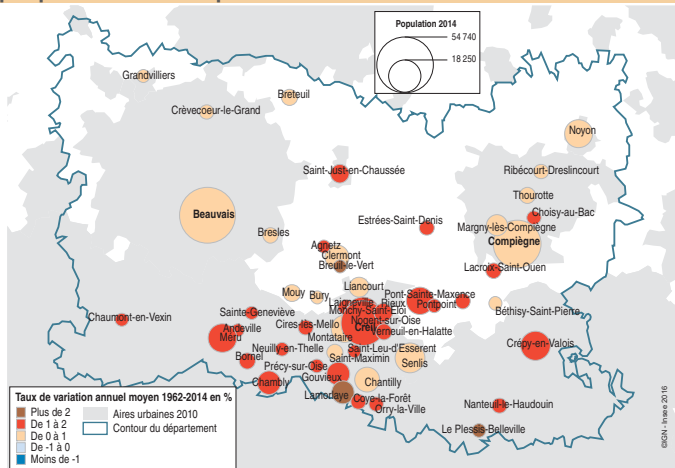 Population 2014
54 740
18 250
Grandvilliers
Breteuil
Crèvecoeur-le-Grand
Noyon
Saint-Just-en-Chaussée
Ribécourt-Dreslincourt
Thourotte
Choisy-au-Bac
Beauvais
Estrées-Saint-Denis
Margny-lès-Compiègne
Bresles
Compiègne
Agnetz
Clermont
Breuil-le-Vert
Lacroix-Saint-Ouen
Liancourt
Mouy
Bury
Pont-Sainte-Maxence
Laigneville
Rieux
Pontpoint
Béthisy-Saint-Pierre
Monchy-Saint-Eloi
Chaumont-en-Vexin
Sainte-Geneviève
Nogent-sur-Oise
Andeville
Cires-lès-Mello
Creil
Verneuil-en-Halatte
Méru
Montataire
Crépy-en-Valois
Neuilly-en-Thelle
Saint-Leu-d'Esserent
Bornel
Saint-Maximin
Senlis
Précy-sur-Oise
Gouvieux
Chambly
Chantilly
Lamorlaye
Coye-la-Forêt
Orry-la-Ville
Nanteuil-le-Haudouin
Le Plessis-Belleville
Taux de variation annuel moyen 1962-2014 en %
Plus de 2
De 1 à 2
De 0 à 1
De -1 à 0
Moins de -1
Aires urbaines 2010
Contour du département
©IGN - Insee 2016